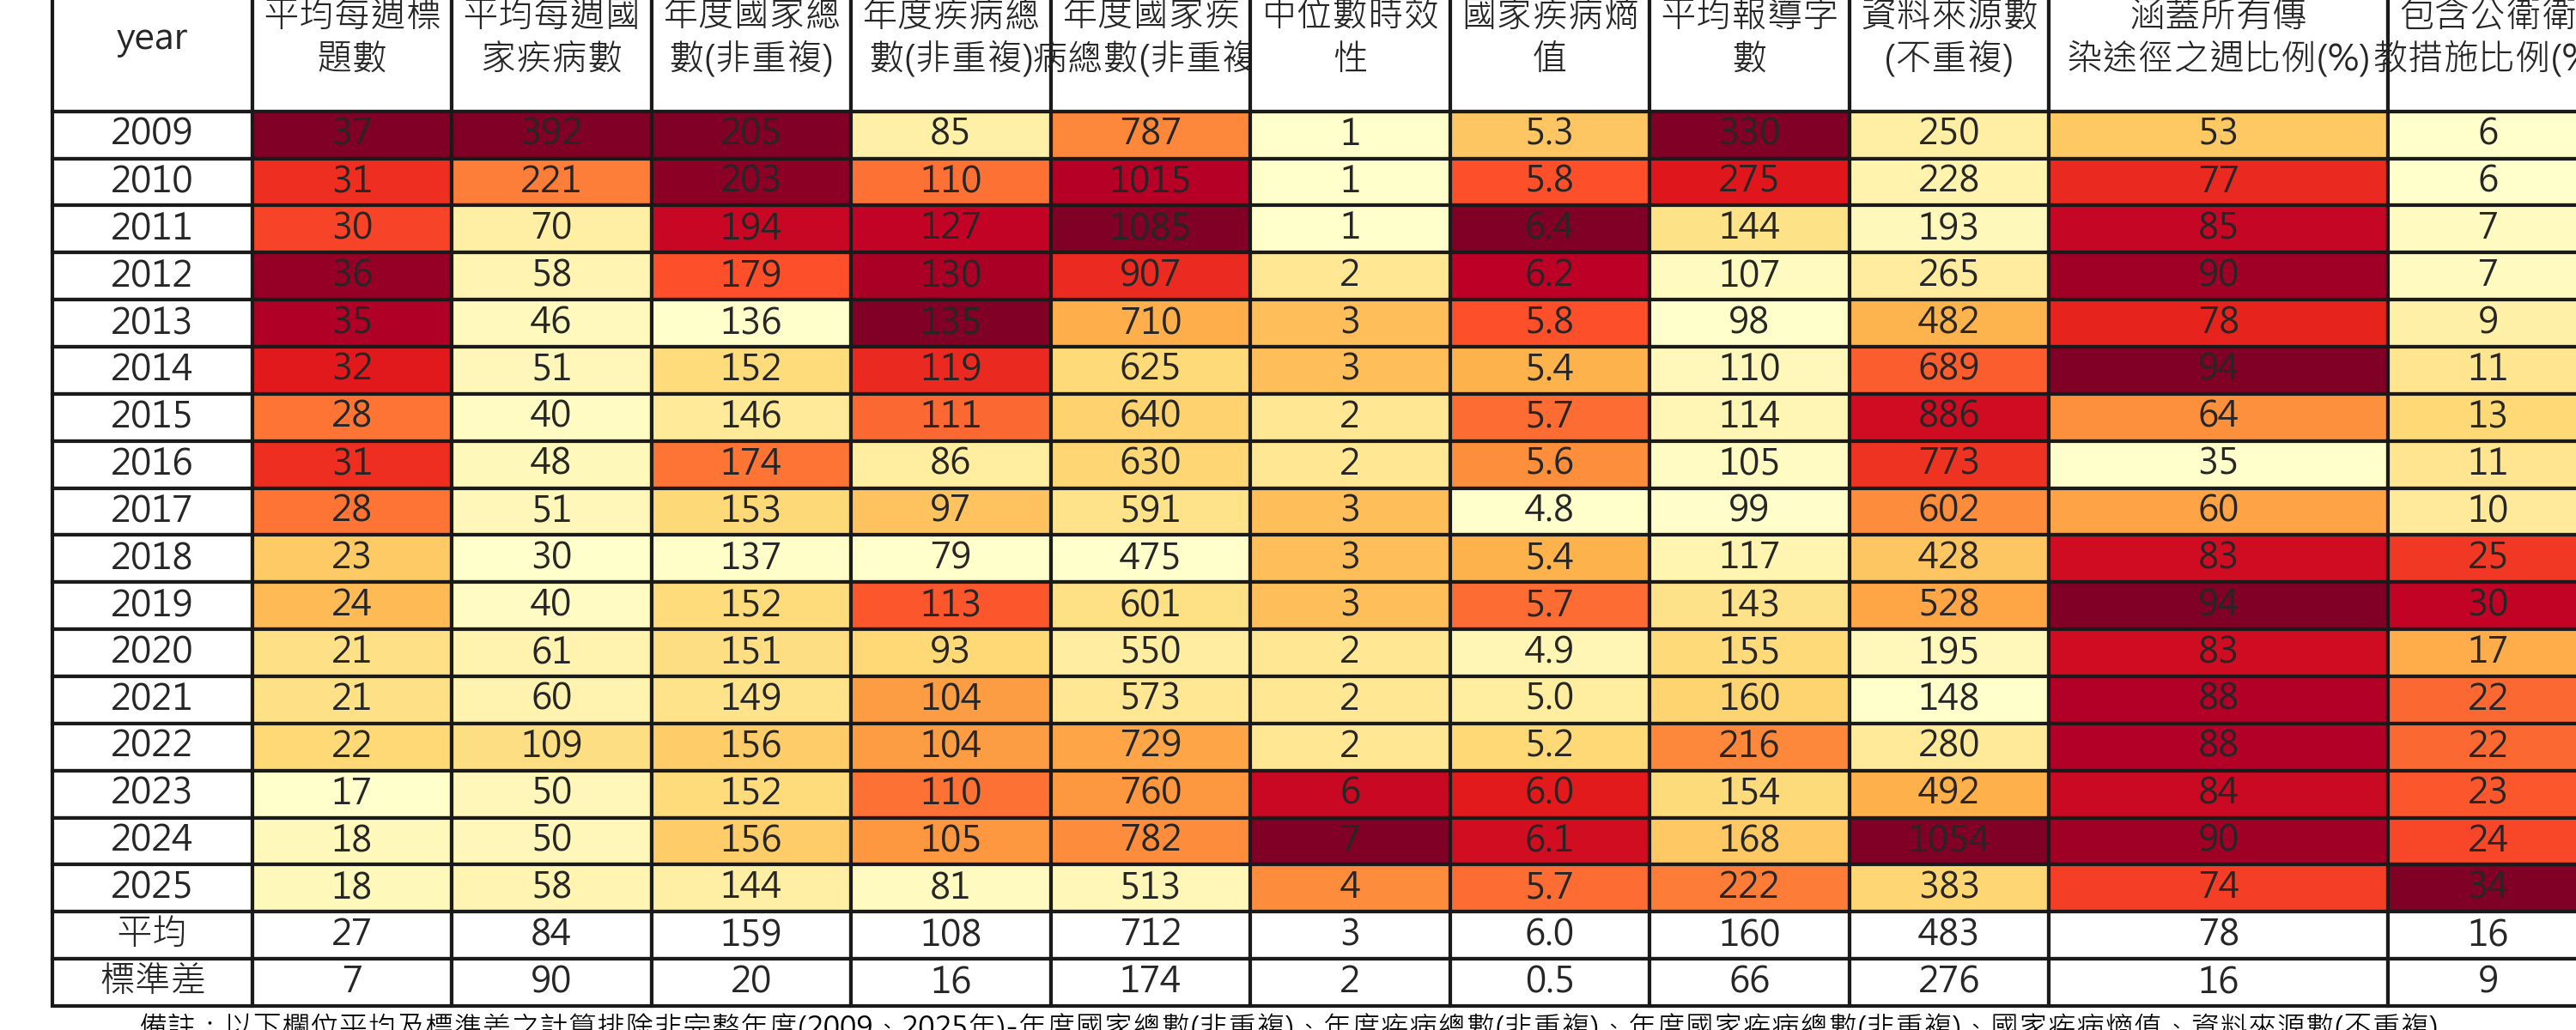 year 平均每週標題數 平均每週國家疾病數 年度國家總數(非重複) 年度疾病總數(非重複) 年度國家疾病總數(非重複 中位數時效性 國家疾病熵值 平均報導字數 資料來源數(不重複) 涵蓋所有傳染途徑之週比例(%) 包含公衛衛教措施比例(%
2009 37 392 205 85 787 1 5.3 330 250 53 6
2010 31 221 203 110 1015 1 5.8 275 228 77 6
2011 30 70 194 127 1085 1 6.4 144 193 85 7
2012 36 58 179 130 907 2 6.2 107 265 90 7
2013 35 46 136 135 710 3 5.8 98 482 78 9
2014 32 51 152 119 625 3 5.4 110 689 94 11
2015 28 40 146 111 640 2 5.7 114 886 64 13
2016 31 48 174 86 630 2 5.6 105 773 35 11
2017 28 51 153 97 591 3 4.8 99 602 60 10
2018 23 30 137 79 475 3 5.4 117 428 83 25
2019 24 40 152 113 601 3 5.7 143 528 94 30
2020 21 61 151 93 550 2 4.9 155 195 83 17
2021 21 60 149 104 573 2 5.0 160 148 88 22
2022 22 109 156 104 729 2 5.2 216 280 88 22
2023 17 50 152 110 760 6 6.0 154 492 84 23
2024 18 50 156 105 782 7 6.1 168 1054 90 24
2025 18 58 144 81 513 4 5.7 222 383 74 34
平均 27 84 159 108 712 3 6.0 160 483 78 16
標準差 7 90 20 16 174 2 0.5 66 276 16 9
備註：以下欄位平均及標準差之計算排除非完整年度(2009、2025年)-年度國家總數(非重複)、年度疾病總數(非重複)、年度國家疾病總數(非重複)、國家疾病熵值、資料來源數(不重複)